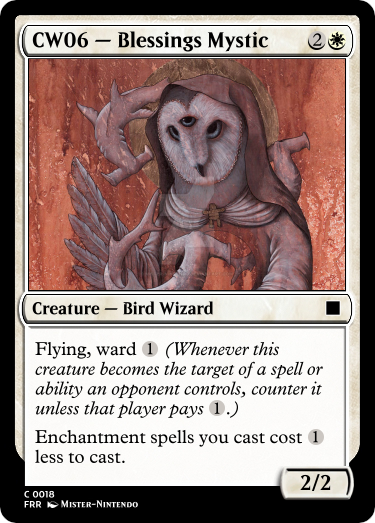 CW06 — Blessings Mystic 2
Creature — Bird Wizard
Flying, ward 1 (Whenever this
creature becomes the target of a spell or
ability an opponent controls, counter it
unless that player pays 1.)
Enchantment spells you cast cost 1
less to cast.
2/2
C 0018
FRR Mister-Nintendo